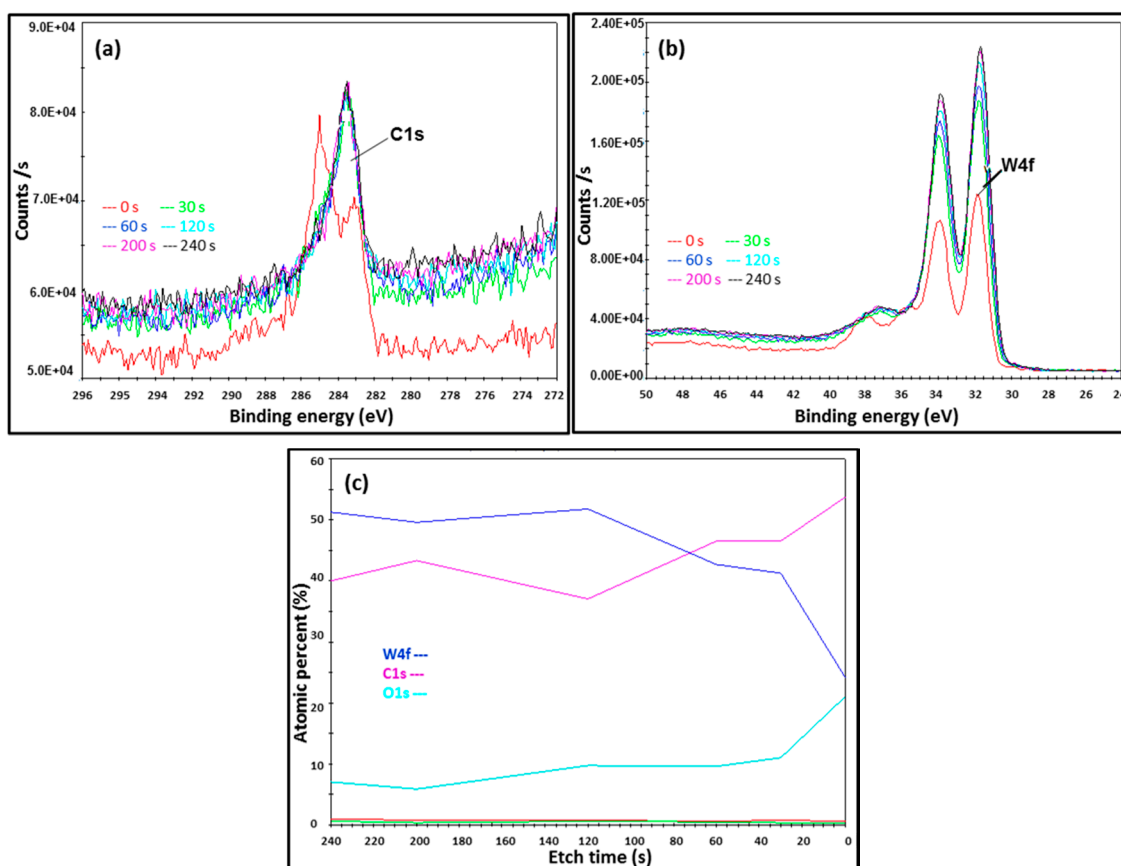 (a)
9.0E+04
8.0E+04
7.0E+04
6.0E+04
5.0E+04
Counts /s
C1s
0 s 30 s
60 s 120 s
200 s 240 s
296 295 294 292 290 288 286 284 282 280 278 276 274 272
Binding energy (eV)
(b)
2.40E+05
2.00E+05
1.60E+05
1.20E+05
8.00E+04
4.00E+04
0.00E+00
Counts/s
W4f
0 s 30 s
60 s 120 s
200 s 240 s
50 48 46 44 42 40 38 36 34 32 30 28 26 24
Binding energy (eV)
(c)
60
50
40
30
20
10
0
Atomic percent (%)
W4f ---
C1s ---
O1s ---
240 220 200 180 160 140 120 100 80 60 40 20 0
Etch time (s)